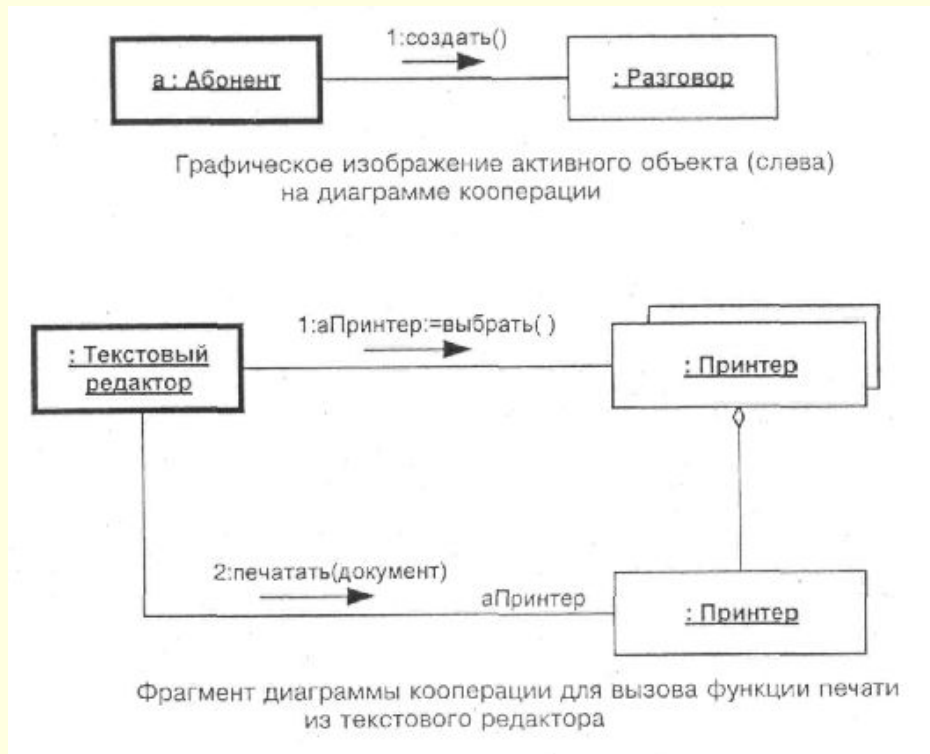 1:создать()
а : Абонент
: Разговор
Графическое изображение активного объекта (слева)
на диаграмме кооперации
1:аПринтер:=выбрать( )
: Текстовый
редактор
: Принтер
2:печатать(документ)
аПринтер
: Принтер
Фрагмент диаграммы кооперации для вызова функции печати
из текстового редактора